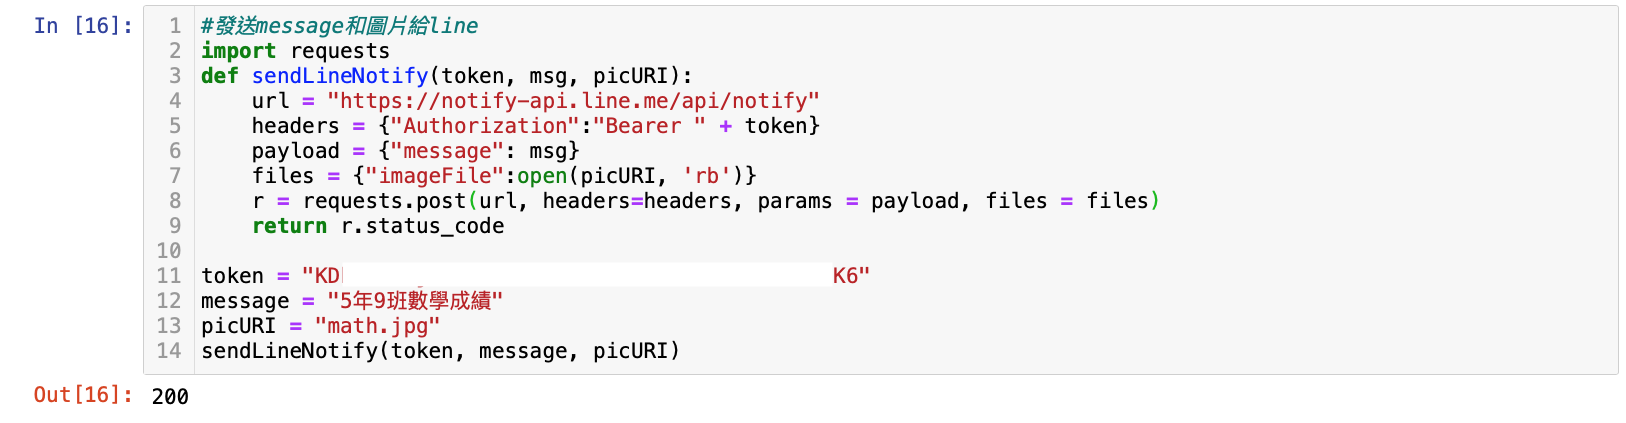 In [16]:
1 #發送message和圖片給line
2 import requests
3 def sendLineNotify(token, msg, picURI):
4     url = "https://notify-api.line.me/api/notify"
5     headers = {"Authorization":"Bearer " + token}
6     payload = {"message": msg}
7     files = {"imageFile":open(picURI, 'rb')}
8     r = requests.post(url, headers=headers, params = payload, files = files)
9     return r.status_code
10
11 token = "KD K6"
12 message = "5年9班數學成績"
13 picURI = "math.jpg"
14 sendLineNotify(token, message, picURI)
Out[16]: 200